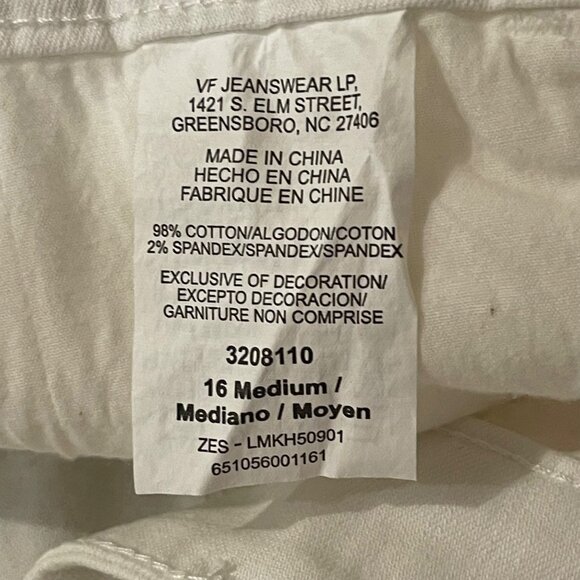 VF JEANSWEAR LP,
1421 S. ELM STREET,
GREENSBORO, NC 27406
MADE IN CHINA
HECHO EN CHINA
FABRIQUE EN CHINE
98% COTTON/ALGODON/COTON
2% SPANDEX/SPANDEX/SPANDEX
EXCLUSIVE OF DECORATION/
EXCEPTO DECORACION/
GARNITURE NON COMPRISE
3208110
16 Medium /
Mediano / Moyen
ZES - LMKH50901
651056001161